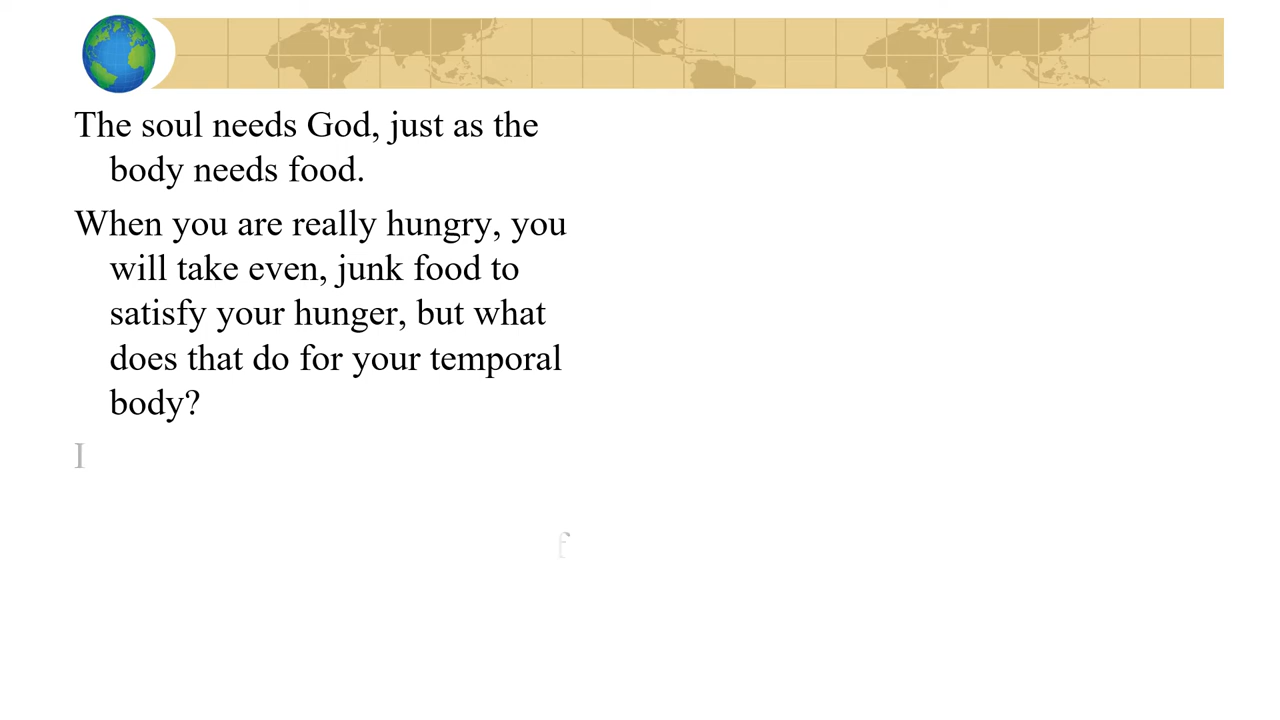 The soul needs God, just as the
body needs food.
When you are really hungry, you
will take even, junk food to
satisfy your hunger, but what
does that do for your temporal
body?
I
f